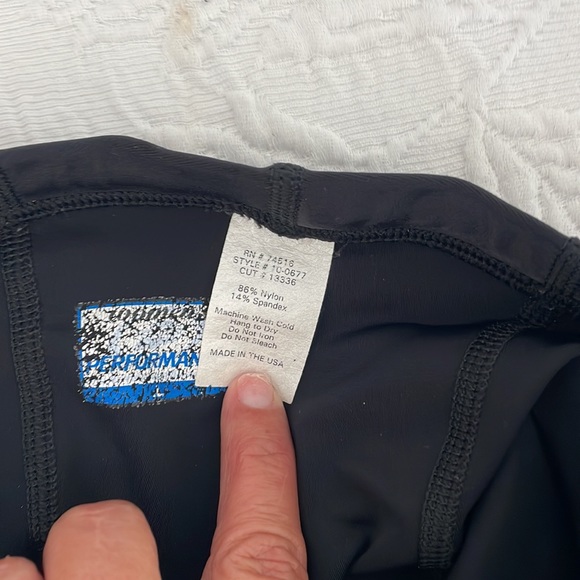 RN # 74516
STYLE # 10-0677
CUT # 13336
86% Nylon
14% Spandex
Machine Wash Cold
Hang to Dry
Do Not Iron
Do Not Bleach
MADE IN THE USA
PERFORMAN